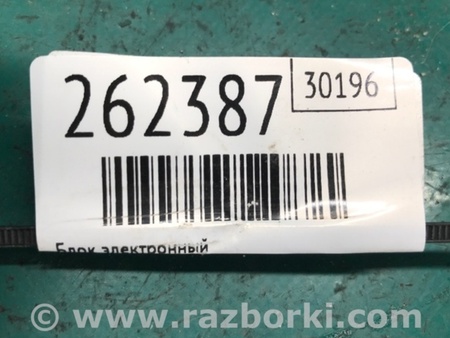 262387 30196
Блок электронный
© www.razborki.com